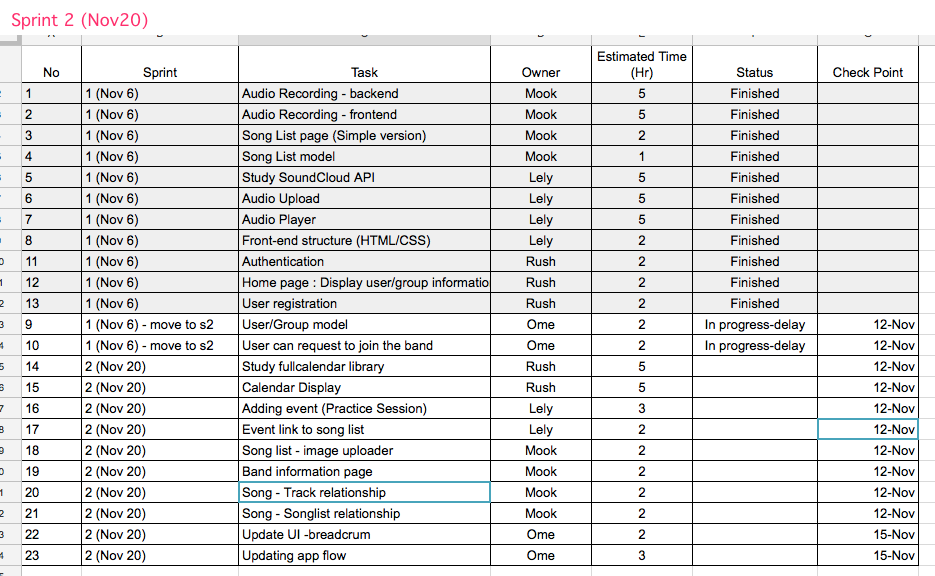 Sprint 2 (Nov20)
No Sprint Task Owner Estimated Time (Hr) Status Check Point
1 1 (Nov 6) Audio Recording - backend Mook 5 Finished
2 1 (Nov 6) Audio Recording - frontend Mook 5 Finished
3 1 (Nov 6) Song List page (Simple version) Mook 2 Finished
4 1 (Nov 6) Song List model Mook 1 Finished
5 1 (Nov 6) Study SoundCloud API Lely 5 Finished
6 1 (Nov 6) Audio Upload Lely 5 Finished
7 1 (Nov 6) Audio Player Lely 5 Finished
8 1 (Nov 6) Front-end structure (HTML/CSS) Lely 2 Finished
11 1 (Nov 6) Authentication Rush 2 Finished
12 1 (Nov 6) Home page : Display user/group informatio Rush 2 Finished
13 1 (Nov 6) User registration Rush 2 Finished
9 1 (Nov 6) - move to s2 User/Group model Ome 2 In progress-delay 12-Nov
10 1 (Nov 6) - move to s2 User can request to join the band Ome 2 In progress-delay 12-Nov
14 2 (Nov 20) Study fullcalendar library Rush 5 12-Nov
15 2 (Nov 20) Calendar Display Rush 5 12-Nov
16 2 (Nov 20) Adding event (Practice Session) Lely 3 12-Nov
17 2 (Nov 20) Event link to song list Lely 2 12-Nov
18 2 (Nov 20) Song list - image uploader Mook 2 12-Nov
19 2 (Nov 20) Band information page Mook 2 12-Nov
20 2 (Nov 20) Song - Track relationship Mook 2 12-Nov
21 2 (Nov 20) Song - Songlist relationship Mook 2 12-Nov
22 2 (Nov 20) Update UI -breadcrum Ome 2 15-Nov
23 2 (Nov 20) Updating app flow Ome 3 15-Nov